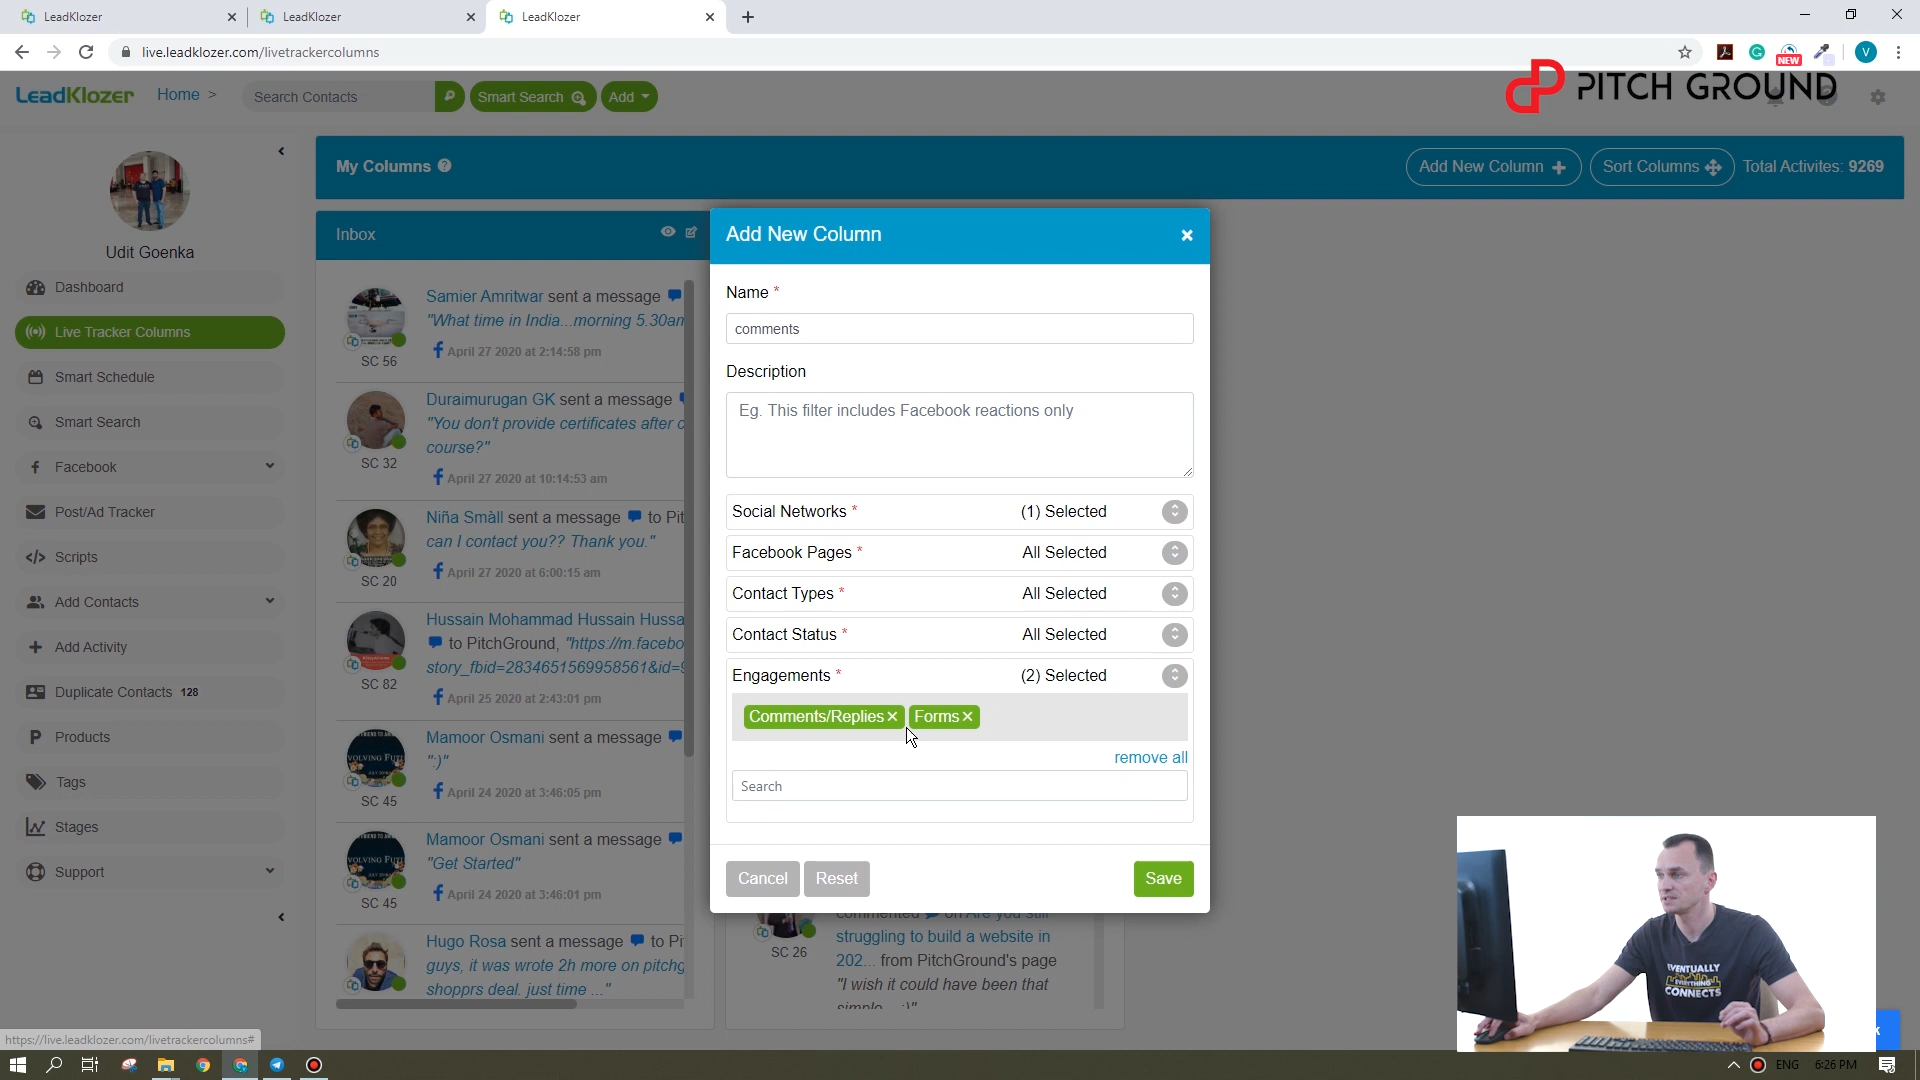 LeadKlozer
LeadKlozer
LeadKlozer
live.leadklozer.com/livetrackercolumns
NEW
V
LeadKlozer
Home >
Search Contacts
Smart Search
Add
PITCH GROUND
Udit Goenka
Dashboard
Live Tracker Columns
Smart Schedule
Smart Search
Facebook
Post/Ad Tracker
Scripts
Add Contacts
Add Activity
Duplicate Contacts 128
Products
Tags
Stages
Support
My Columns
Add New Column
Sort Columns
Total Activites: 9269
Inbox
Samier Amritwar sent a message
"What time in India...morning 5.30an
April 27 2020 at 2:14:58 pm
SC 56
Duraimurugan GK sent a message
"You don't provide certificates after c
course?"
SC 32
April 27 2020 at 10:14:53 am
Niña Smàll sent a message to Pit
can I contact you?? Thank you."
April 27 2020 at 6:00:15 am
SC 20
Hussain Mohammad Hussain Hussa
to PitchGround, "https://m.facebo
story_fbid=2834651569958561&id=9
SC 82
April 25 2020 at 2:43:01 pm
Mamoor Osmani sent a message
":)"
April 24 2020 at 3:46:05 pm
SC 45
Mamoor Osmani sent a message
"Get Started"
April 24 2020 at 3:46:01 pm
SC 45
Hugo Rosa sent a message to Pi
guys, it was wrote 2h more on pitchg
shopprs deal. just time ..."
Add New Column
Name *
comments
Description
Eg. This filter includes Facebook reactions only
Social Networks * (1) Selected
Facebook Pages * All Selected
Contact Types * All Selected
Contact Status * All Selected
Engagements * (2) Selected
Comments/Replies Forms
remove all
Search
Cancel
Reset
Save
commented on Are you still
struggling to build a website in
202... from PitchGround's page
"I wish it could have been that
simple... :)"
SC 26
EVENTUALLY
EVERYTHING
CONNECTS
https://live.leadklozer.com/livetrackercolumns#
ENG
6:26 PM